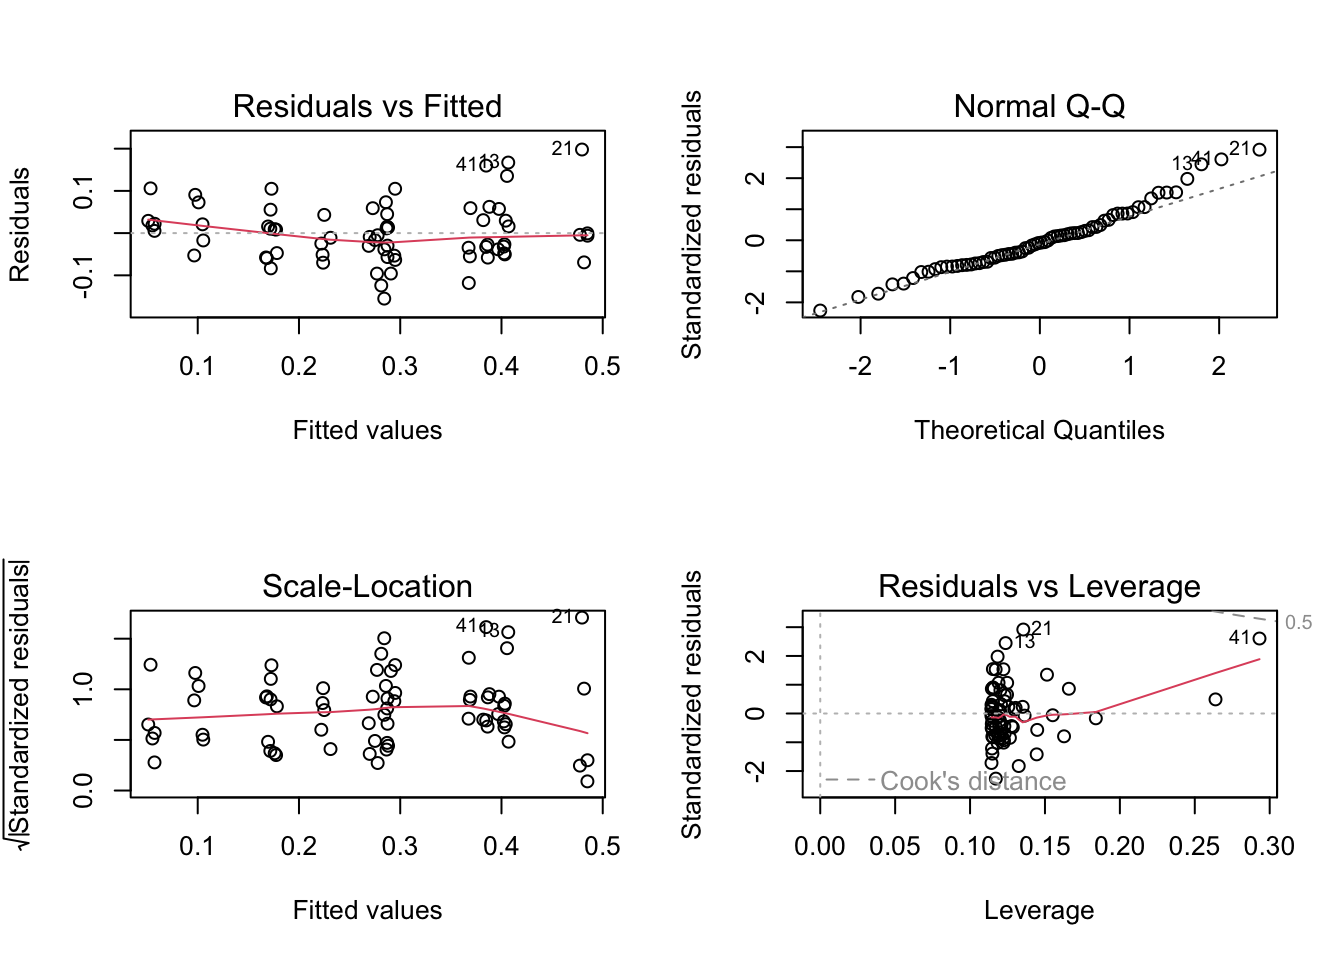 Residuals vs Fitted
Residuals
0.1
-0.1
41
13
21
0.1 0.2 0.3 0.4 0.5
Fitted values
Normal Q-Q
Standardized residuals
2
0
-2
13
41
21
-2 -1 0 1 2
Theoretical Quantiles
Scale-Location
√|Standardized residuals|
1.0
0.0
41
13
21
0.1 0.2 0.3 0.4 0.5
Fitted values
Residuals vs Leverage
Standardized residuals
2
0
-2
21
13
41
0.5
Cook's distance
0.00 0.05 0.10 0.15 0.20 0.25 0.30
Leverage